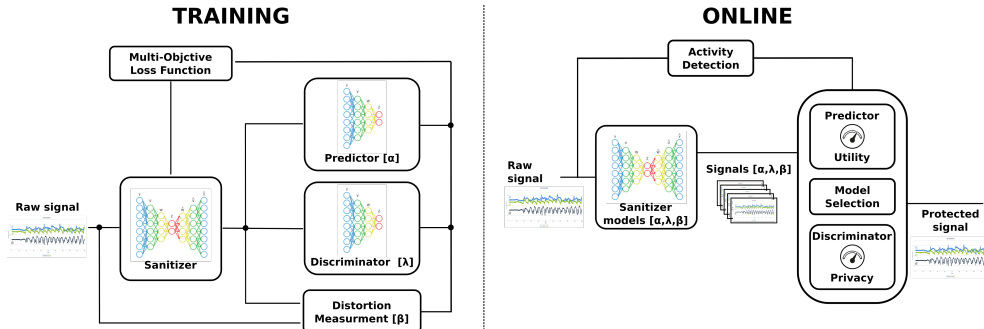 TRAINING
Multi-Objctive
Loss Function
Predictor [α]
Raw signal
Sanitizer
Discriminator [λ]
Distortion
Measurment [β]
ONLINE
Activity
Detection
Raw
signal
Sanitizer
models [α,λ,β]
Signals [α,λ,β]
Predictor
Utility
Model
Selection
Discriminator
Privacy
Protected
signal